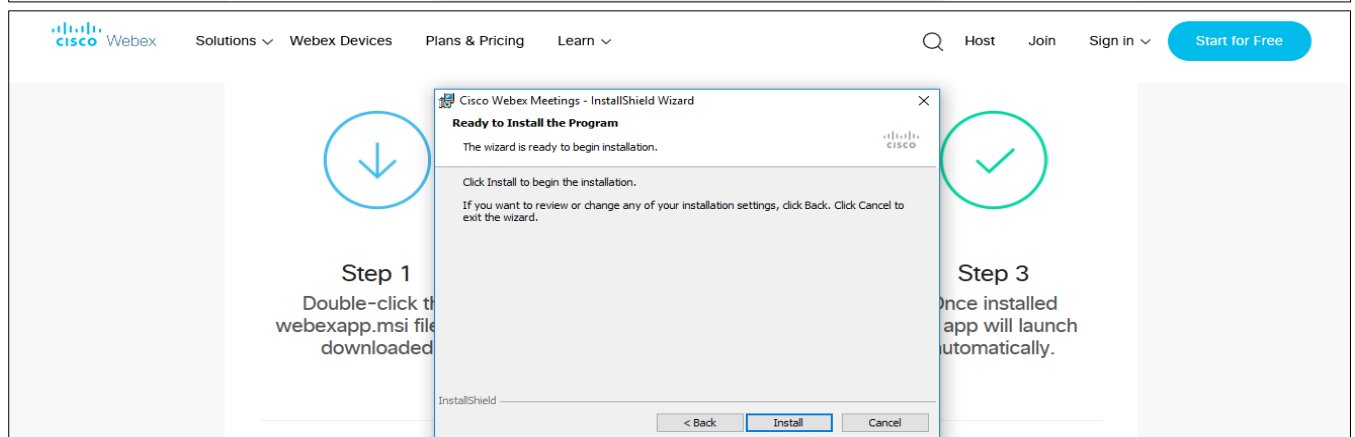 CISCO Webex Solutions Webex Devices Plans & Pricing Learn Host Join Sign in Start for Free
Cisco Webex Meetings - InstallShield Wizard
Ready to Install the Program
The wizard is ready to begin installation.
CISCO
Click Install to begin the installation.
If you want to review or change any of your installation settings, click Back. Click Cancel to
exit the wizard.
InstallShield
< Back Install Cancel
Step 1
Double-click
webexapp.msi
downloaded
Step 3
installed
app will launch